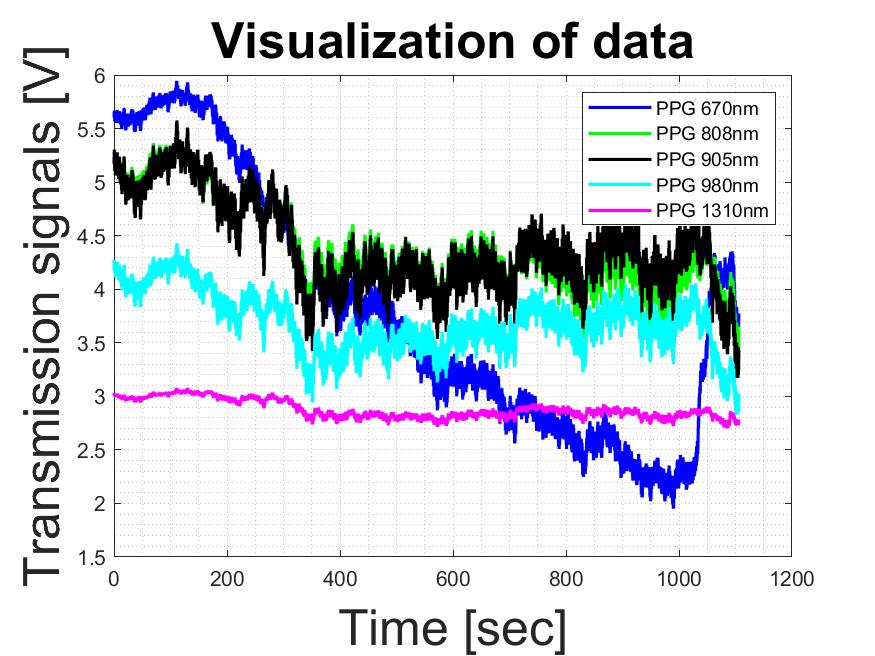 Visualization of data
Transmission signals [V]
6
5.5
5
4.5
4
3.5
3
2.5
2
1.5
PPG 670nm
PPG 808nm
PPG 905nm
PPG 980nm
PPG 1310nm
0 200 400 600 800 1000 1200
Time [sec]